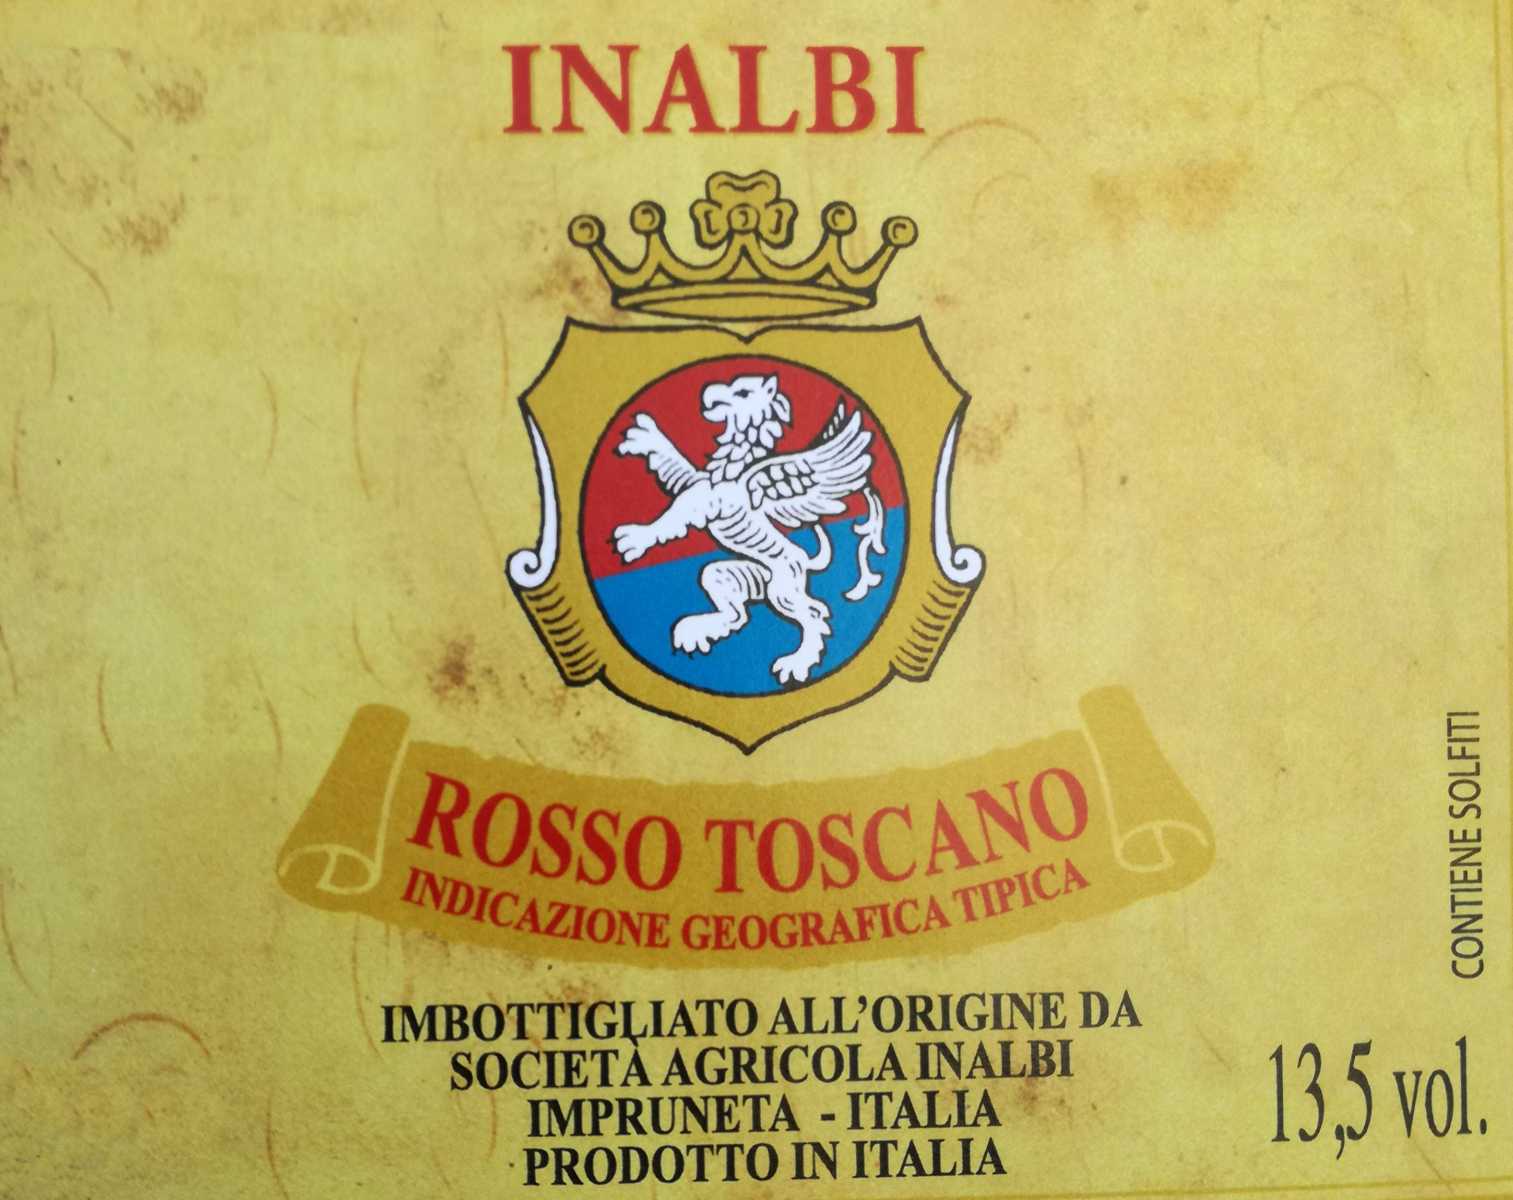 INALBI
ROSSO TOSCANO
INDICAZIONE GEOGRAFICA TIPICA
IMBOTTIGLIATO ALL'ORIGINE DA
SOCIETÀ AGRICOLA INALBI
IMPRUNETA - ITALIA
PRODOTTO IN ITALIA
13,5 vol.
CONTIENE SOLFITI